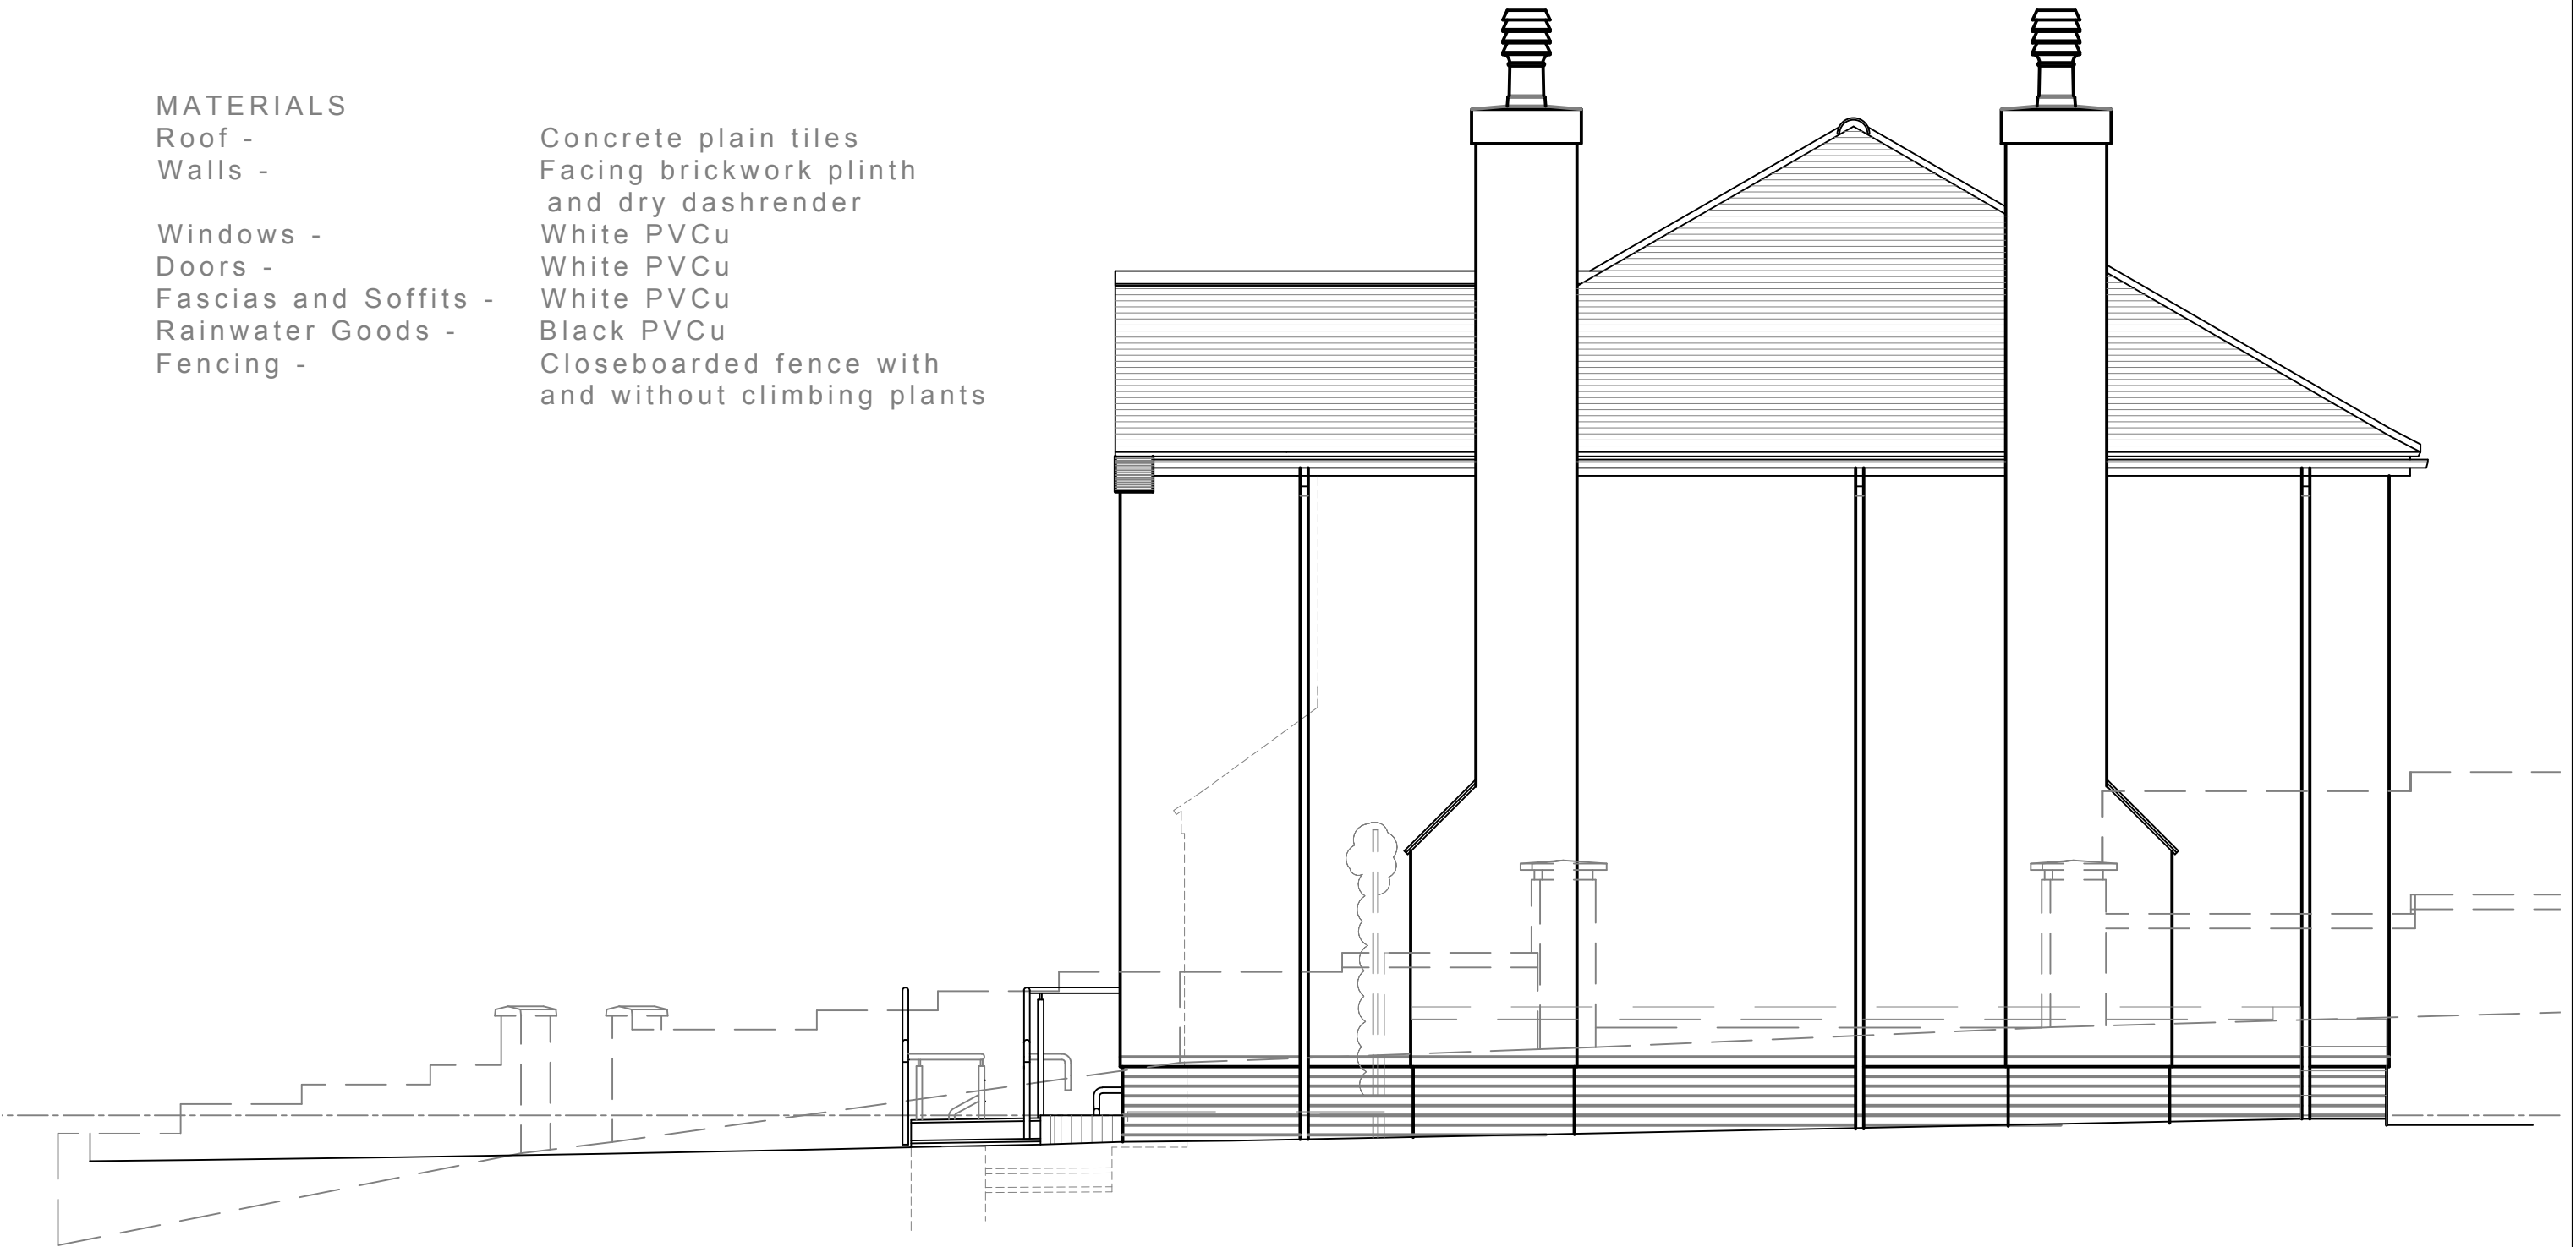 MATERIALS
Roof - Concrete plain tiles
Walls - Facing brickwork plinth
and dry dashrender
Windows - White PVCu
Doors - White PVCu
Fascias and Soffits - White PVCu
Rainwater Goods - Black PVCu
Fencing - Closeboarded fence with
and without climbing plants